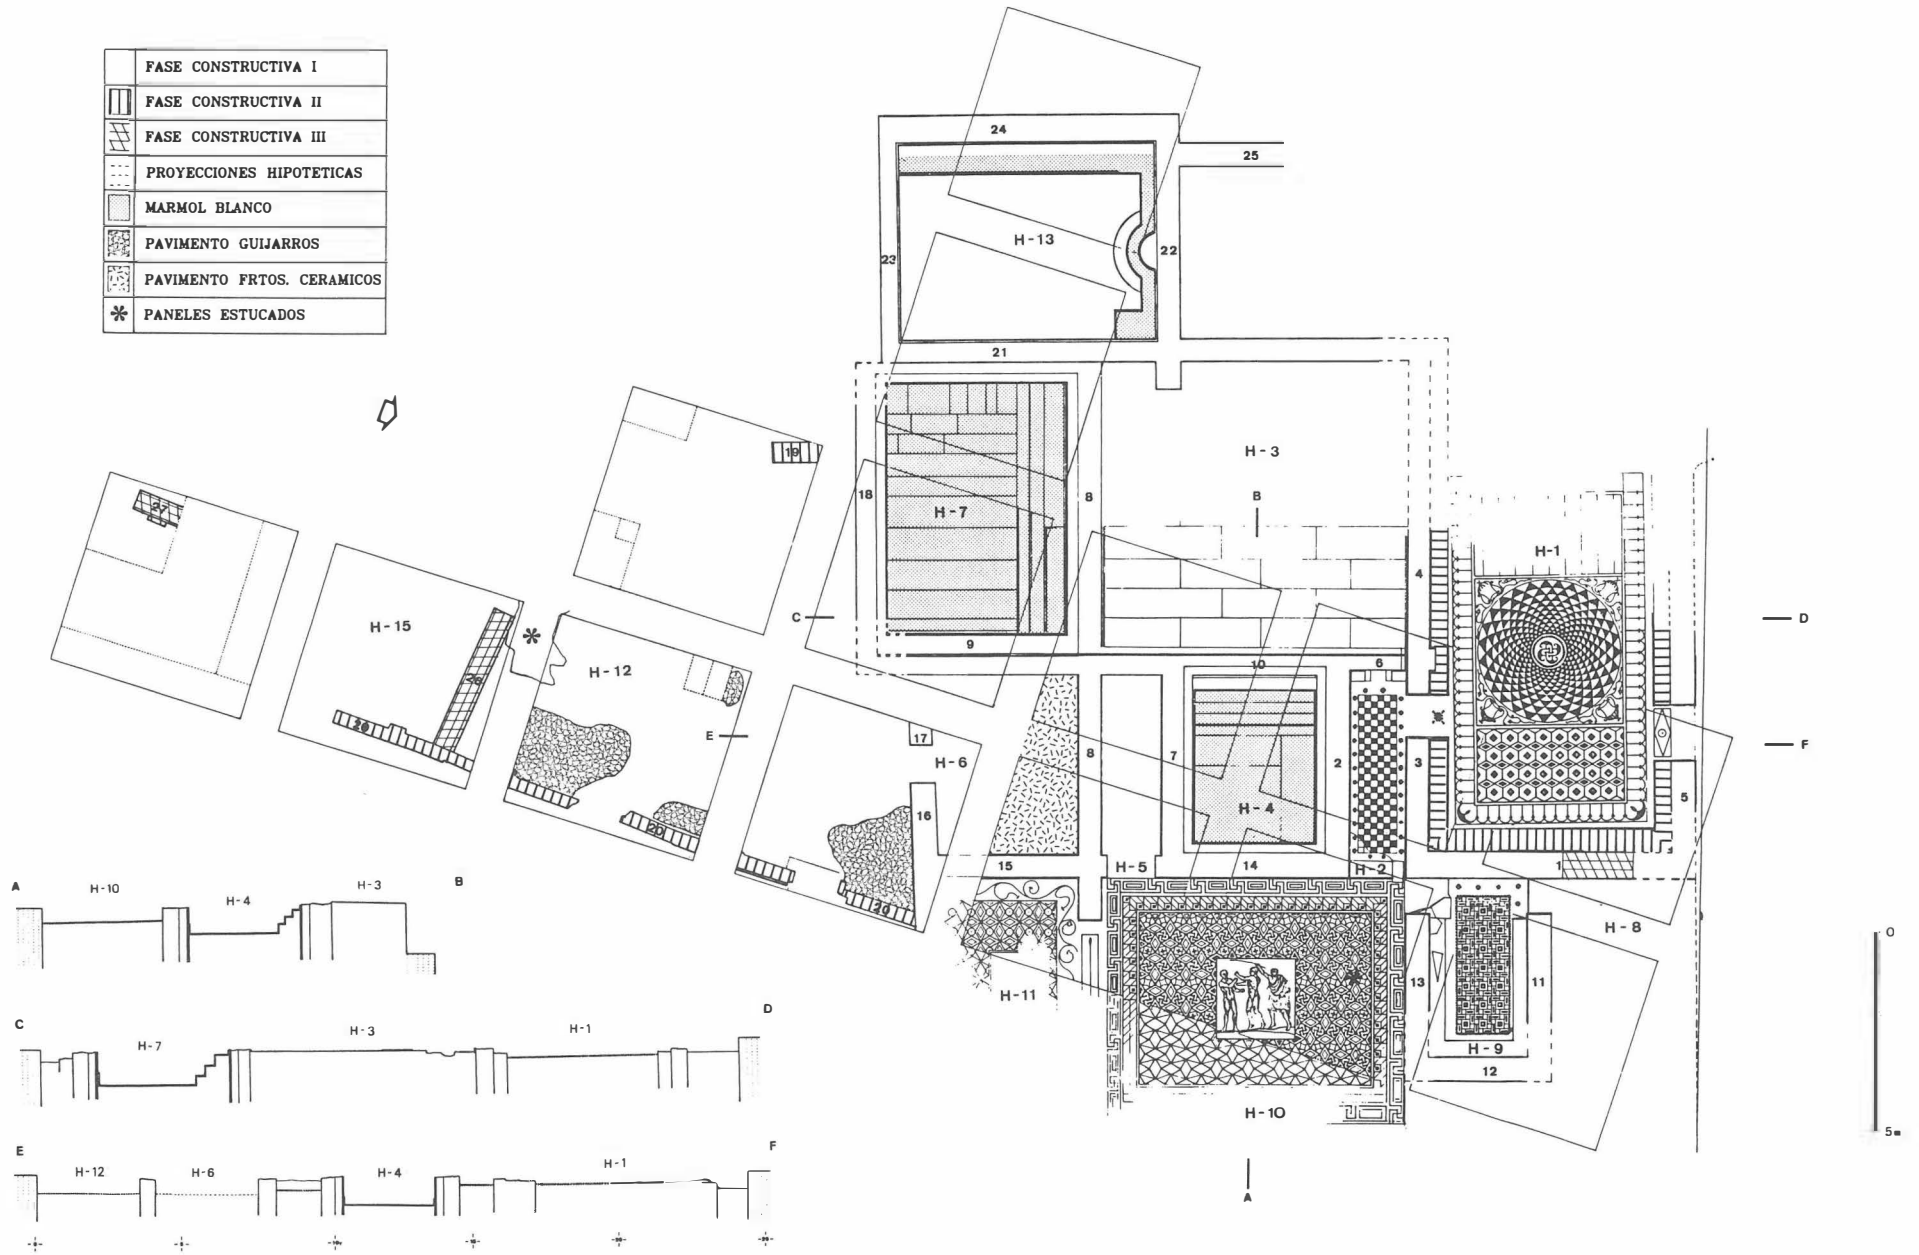 FASE CONSTRUCTIVA I
FASE CONSTRUCTIVA II
FASE CONSTRUCTIVA III
PROYECCIONES HIPOTETICAS
MARMOL BLANCO
PAVIMENTO GUIJARROS
PAVIMENTO FRTOS. CERAMICOS
PANELES ESTUCADOS
24
25
H-13
22
23
21
H-3
19
B
18
8
H-7
27
H-1
4
C
D
H-15
9
10
6
H-12
26
E
F
17
H-6
8
7
2
3
5
H-4
16
20
15
H-5
14
H-2
1
A
H-10
H-4
H-3
B
20
H-8
13
11
H-11
C
H-7
H-3
H-1
D
H-9
12
H-10
0
5m
E
H-12
H-6
H-4
H-1
F
A